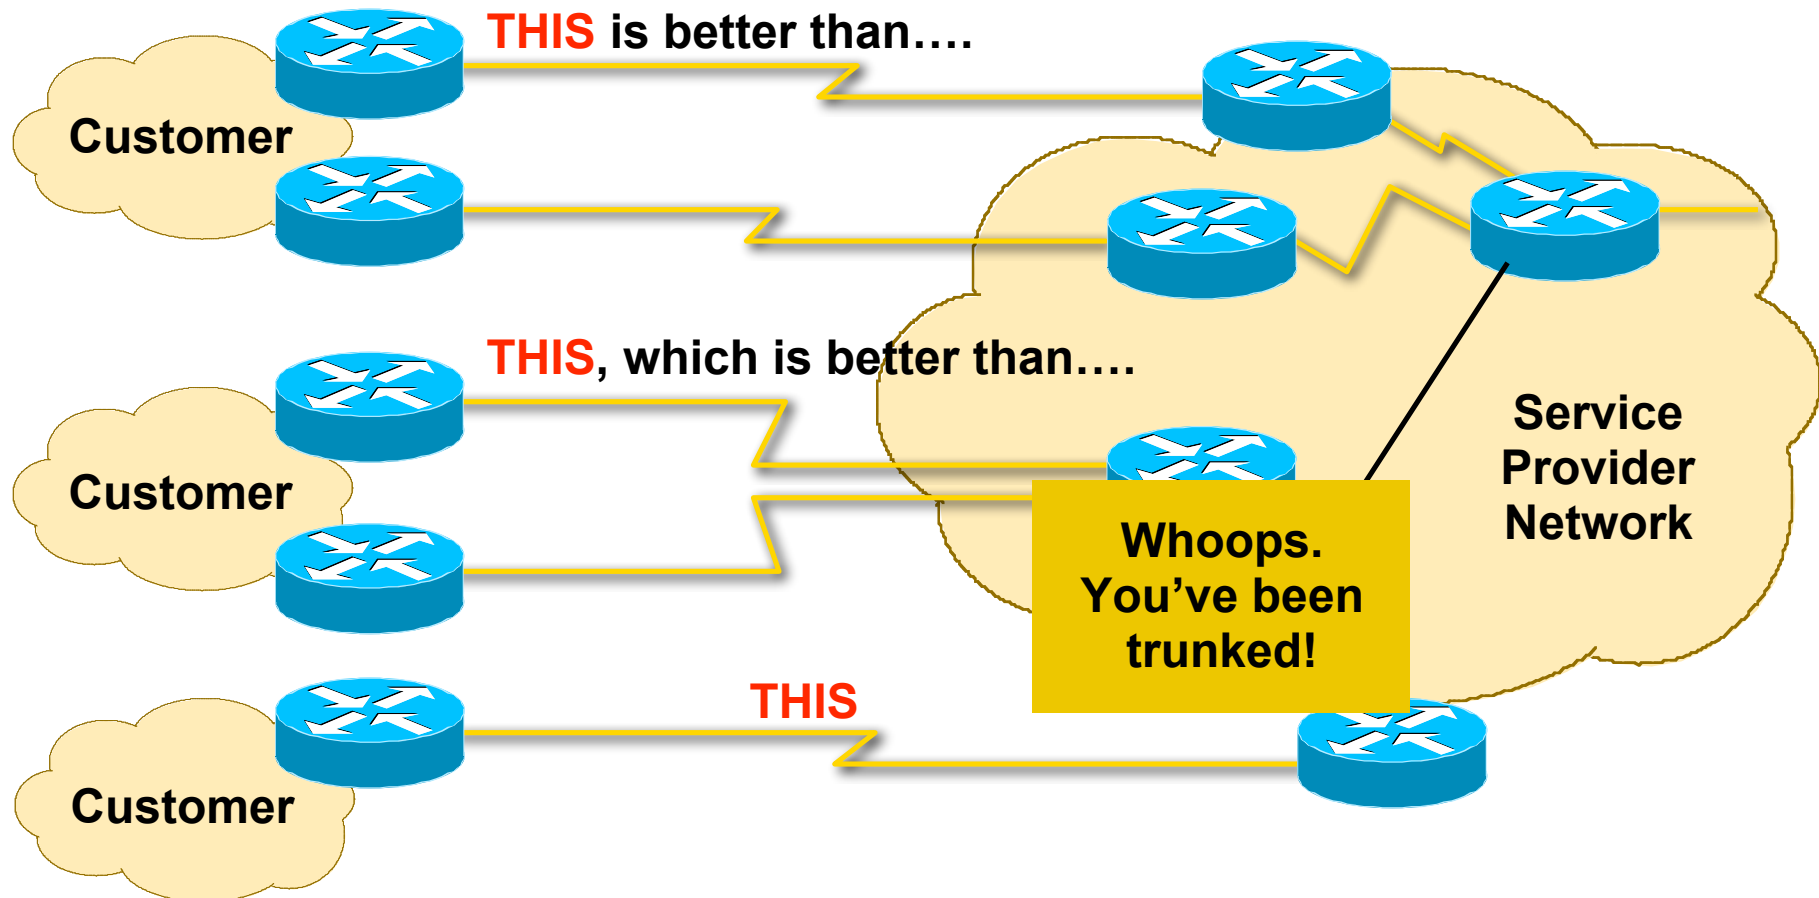 THIS is better than….
Customer
THIS, which is better than….
Customer
Service
Provider
Network
Whoops.
You’ve been
trunked!
THIS
Customer